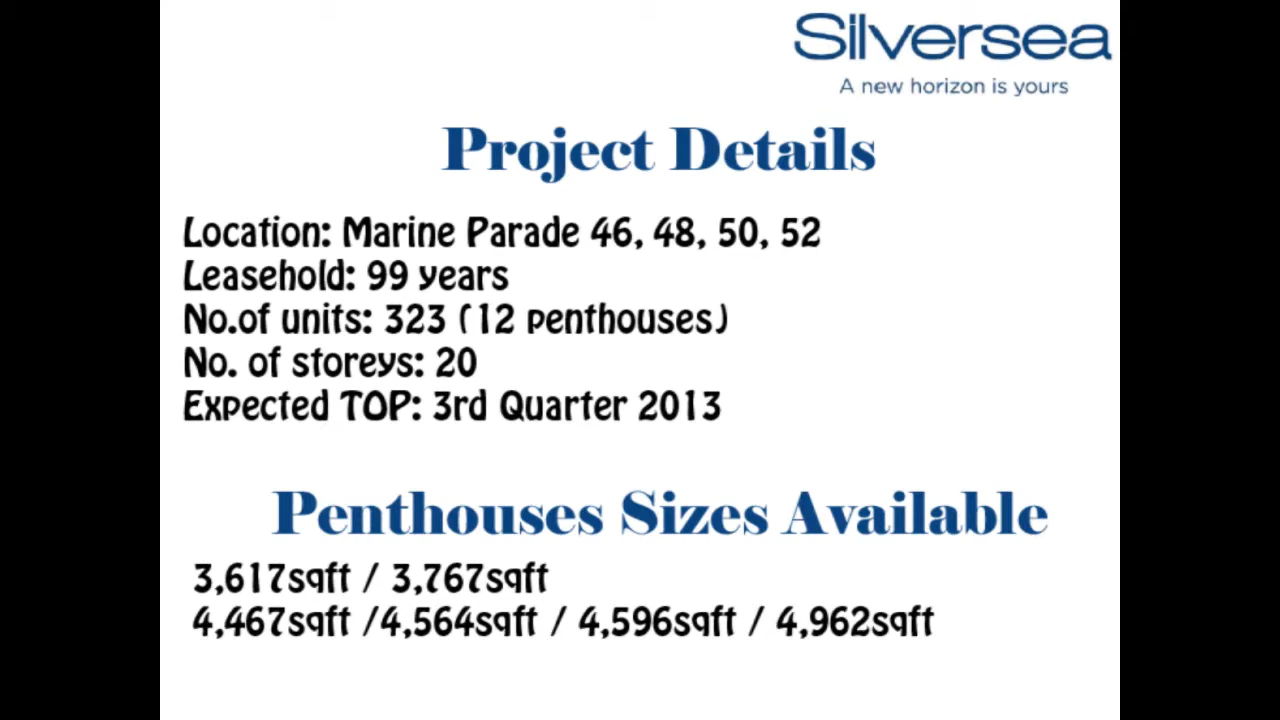 Silversea
A new horizon is yours
Project Details
Location: Marine Parade 46, 48, 50, 52
Leasehold: 99 years
No.of units: 323 (12 penthouses)
No. of storeys: 20
Expected TOP: 3rd Quarter 2013
Penthouses Sizes Available
3,617sqft / 3,767sqft
4,467sqft /4,564sqft / 4,596sqft / 4,962sqft